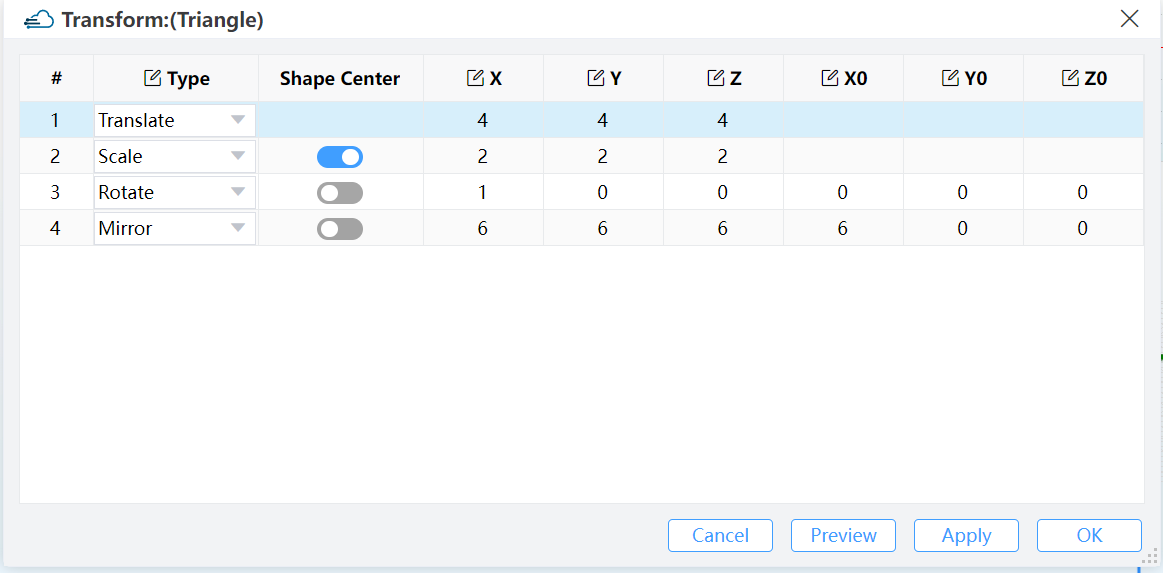 Transform:(Triangle)
# Type Shape Center X Y Z X0 Y0 Z0
1 Translate 4 4 4
2 Scale 2 2 2
3 Rotate 1 0 0 0 0 0
4 Mirror 6 6 6 6 0 0
Cancel Preview Apply OK